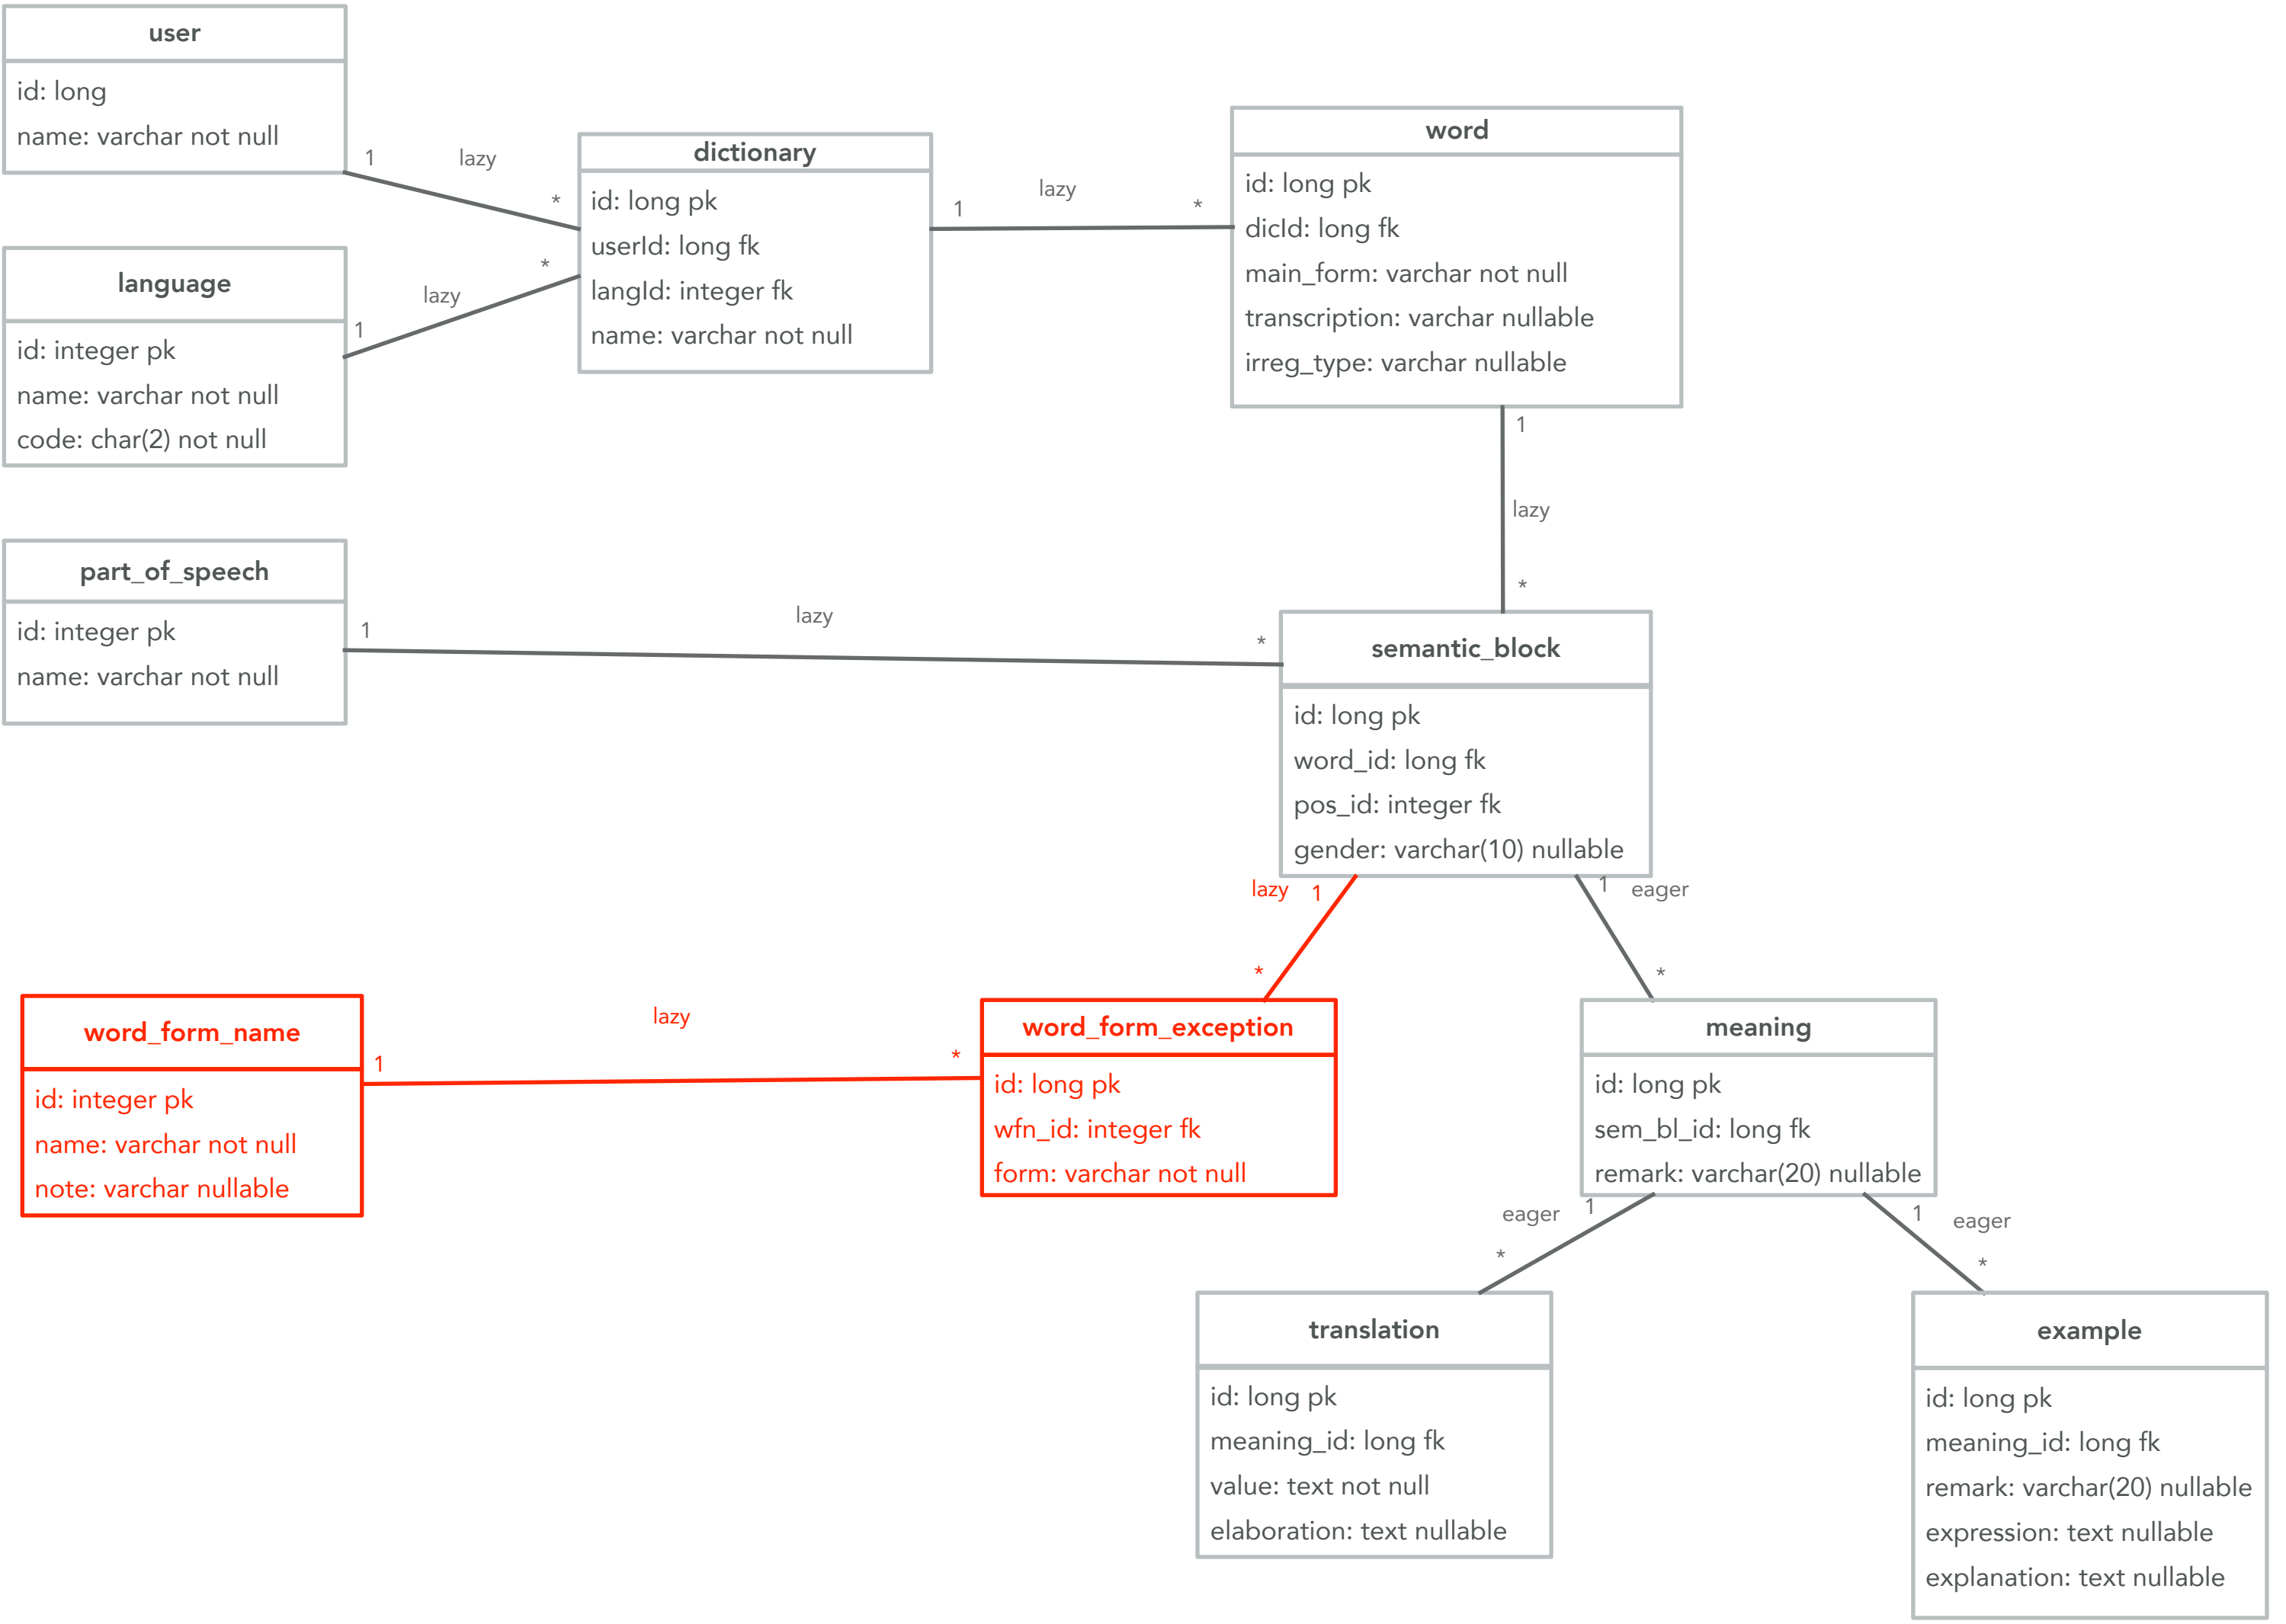 user
id: long
name: varchar not null
1
lazy
*
language
id: integer pk
name: varchar not null
code: char(2) not null
1
lazy
*
dictionary
id: long pk
userId: long fk
langId: integer fk
name: varchar not null
1
lazy
*
word
id: long pk
dicId: long fk
main_form: varchar not null
transcription: varchar nullable
irreg_type: varchar nullable
1
lazy
*
part_of_speech
id: integer pk
name: varchar not null
1
lazy
*
semantic_block
id: long pk
word_id: long fk
pos_id: integer fk
gender: varchar(10) nullable
lazy
1
*
1
eager
*
word_form_name
id: integer pk
name: varchar not null
note: varchar nullable
1
lazy
*
word_form_exception
id: long pk
wfn_id: integer fk
form: varchar not null
meaning
id: long pk
sem_bl_id: long fk
remark: varchar(20) nullable
eager
1
*
1
eager
*
translation
id: long pk
meaning_id: long fk
value: text not null
elaboration: text nullable
example
id: long pk
meaning_id: long fk
remark: varchar(20) nullable
expression: text nullable
explanation: text nullable